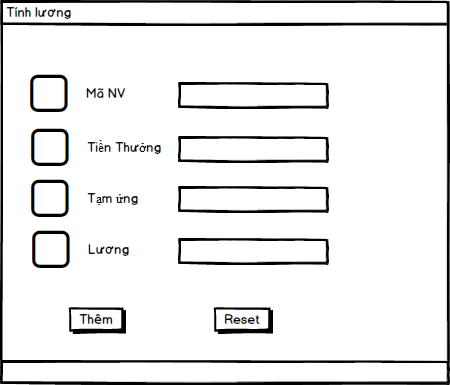 Tính lương
Mã NV
Tiền Thưởng
Tạm ứng
Lương
Thêm
Reset